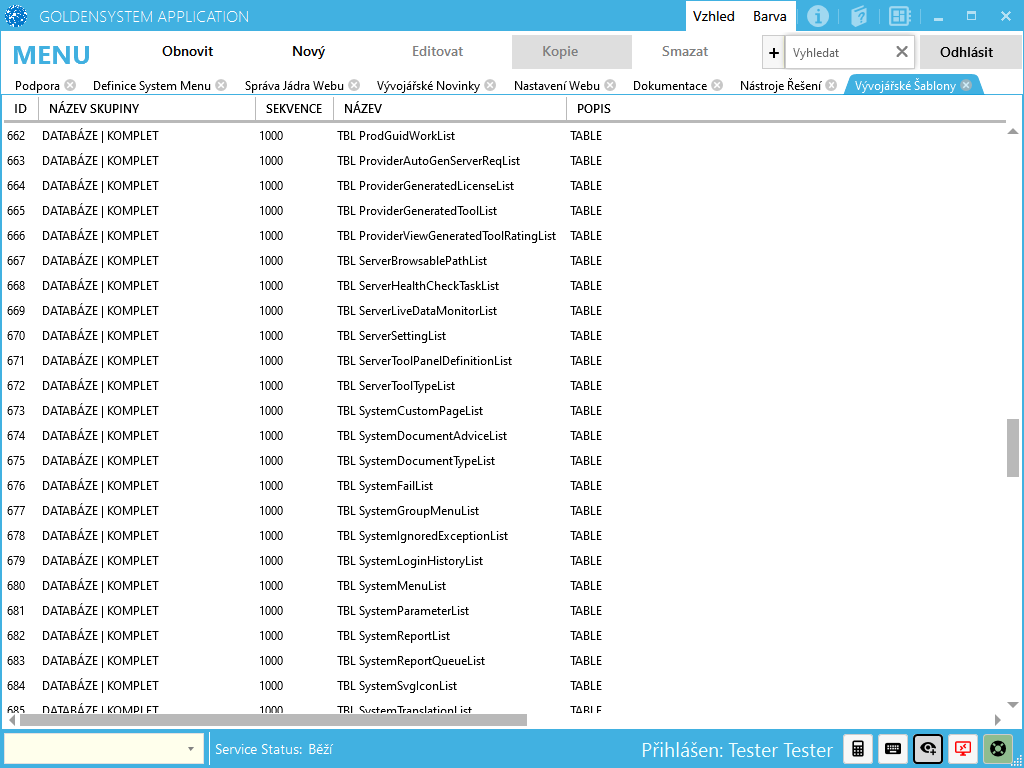 GOLDENSYSTEM APPLICATION Vzhled Barva
MENU Obnovit Nový Editovat Kopie Smazat + Vyhledat Odhlásit
Podpora Definice System Menu Správa Jádra Webu Vývojářské Novinky Nastavení Webu Dokumentace Nástroje Řešení Vývojářské Šablony
ID NÁZEV SKUPINY SEKVENCE NÁZEV POPIS
662 DATABÁZE | KOMPLET 1000 TBL ProdGuidWorkList TABLE
663 DATABÁZE | KOMPLET 1000 TBL ProviderAutoGenServerReqList TABLE
664 DATABÁZE | KOMPLET 1000 TBL ProviderGeneratedLicenseList TABLE
665 DATABÁZE | KOMPLET 1000 TBL ProviderGeneratedToolList TABLE
666 DATABÁZE | KOMPLET 1000 TBL ProviderViewGeneratedToolRatingList TABLE
667 DATABÁZE | KOMPLET 1000 TBL ServerBrowsablePathList TABLE
668 DATABÁZE | KOMPLET 1000 TBL ServerHealthCheckTaskList TABLE
669 DATABÁZE | KOMPLET 1000 TBL ServerLiveDataMonitorList TABLE
670 DATABÁZE | KOMPLET 1000 TBL ServerSettingList TABLE
671 DATABÁZE | KOMPLET 1000 TBL ServerToolPanelDefinitionList TABLE
672 DATABÁZE | KOMPLET 1000 TBL ServerToolTypeList TABLE
673 DATABÁZE | KOMPLET 1000 TBL SystemCustomPageList TABLE
674 DATABÁZE | KOMPLET 1000 TBL SystemDocumentAdviceList TABLE
675 DATABÁZE | KOMPLET 1000 TBL SystemDocumentTypeList TABLE
676 DATABÁZE | KOMPLET 1000 TBL SystemFailList TABLE
677 DATABÁZE | KOMPLET 1000 TBL SystemGroupMenuList TABLE
678 DATABÁZE | KOMPLET 1000 TBL SystemIgnoredExceptionList TABLE
679 DATABÁZE | KOMPLET 1000 TBL SystemLoginHistoryList TABLE
680 DATABÁZE | KOMPLET 1000 TBL SystemMenuList TABLE
681 DATABÁZE | KOMPLET 1000 TBL SystemParameterList TABLE
682 DATABÁZE | KOMPLET 1000 TBL SystemReportList TABLE
683 DATABÁZE | KOMPLET 1000 TBL SystemReportQueueList TABLE
684 DATABÁZE | KOMPLET 1000 TBL SystemSvgIconList TABLE
685 DATABÁZE | KOMPLET 1000 TBL SystemTranslationList TABLE
Service Status: Běží Přihlášen: Tester Tester